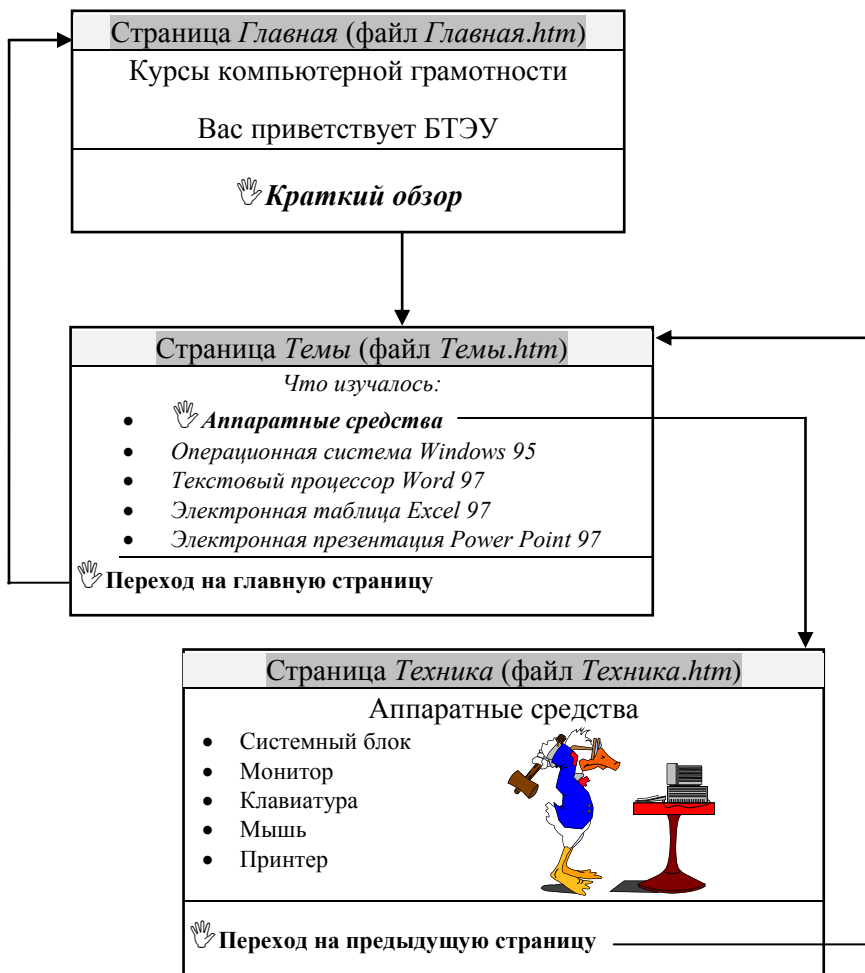 Страница Главная (файл Главная.htm)
Курсы компьютерной грамотности
Вас приветствует БТЭУ
Краткий обзор
Страница Темы (файл Темы.htm)
Что изучалось:
• Аппаратные средства
• Операционная система Windows 95
• Текстовый процессор Word 97
• Электронная таблица Excel 97
• Электронная презентация Power Point 97
Переход на главную страницу
Страница Техника (файл Техника.htm)
Аппаратные средства
• Системный блок
• Монитор
• Клавиатура
• Мышь
• Принтер
Переход на предыдущую страницу